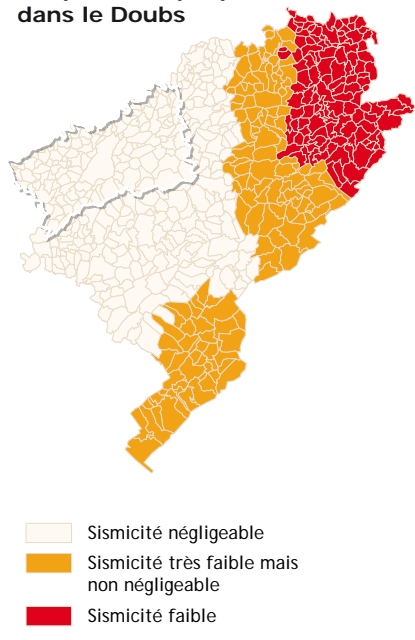 dans le Doubs
Sismicité négligeable
Sismicité très faible mais
non négligeable
Sismicité faible